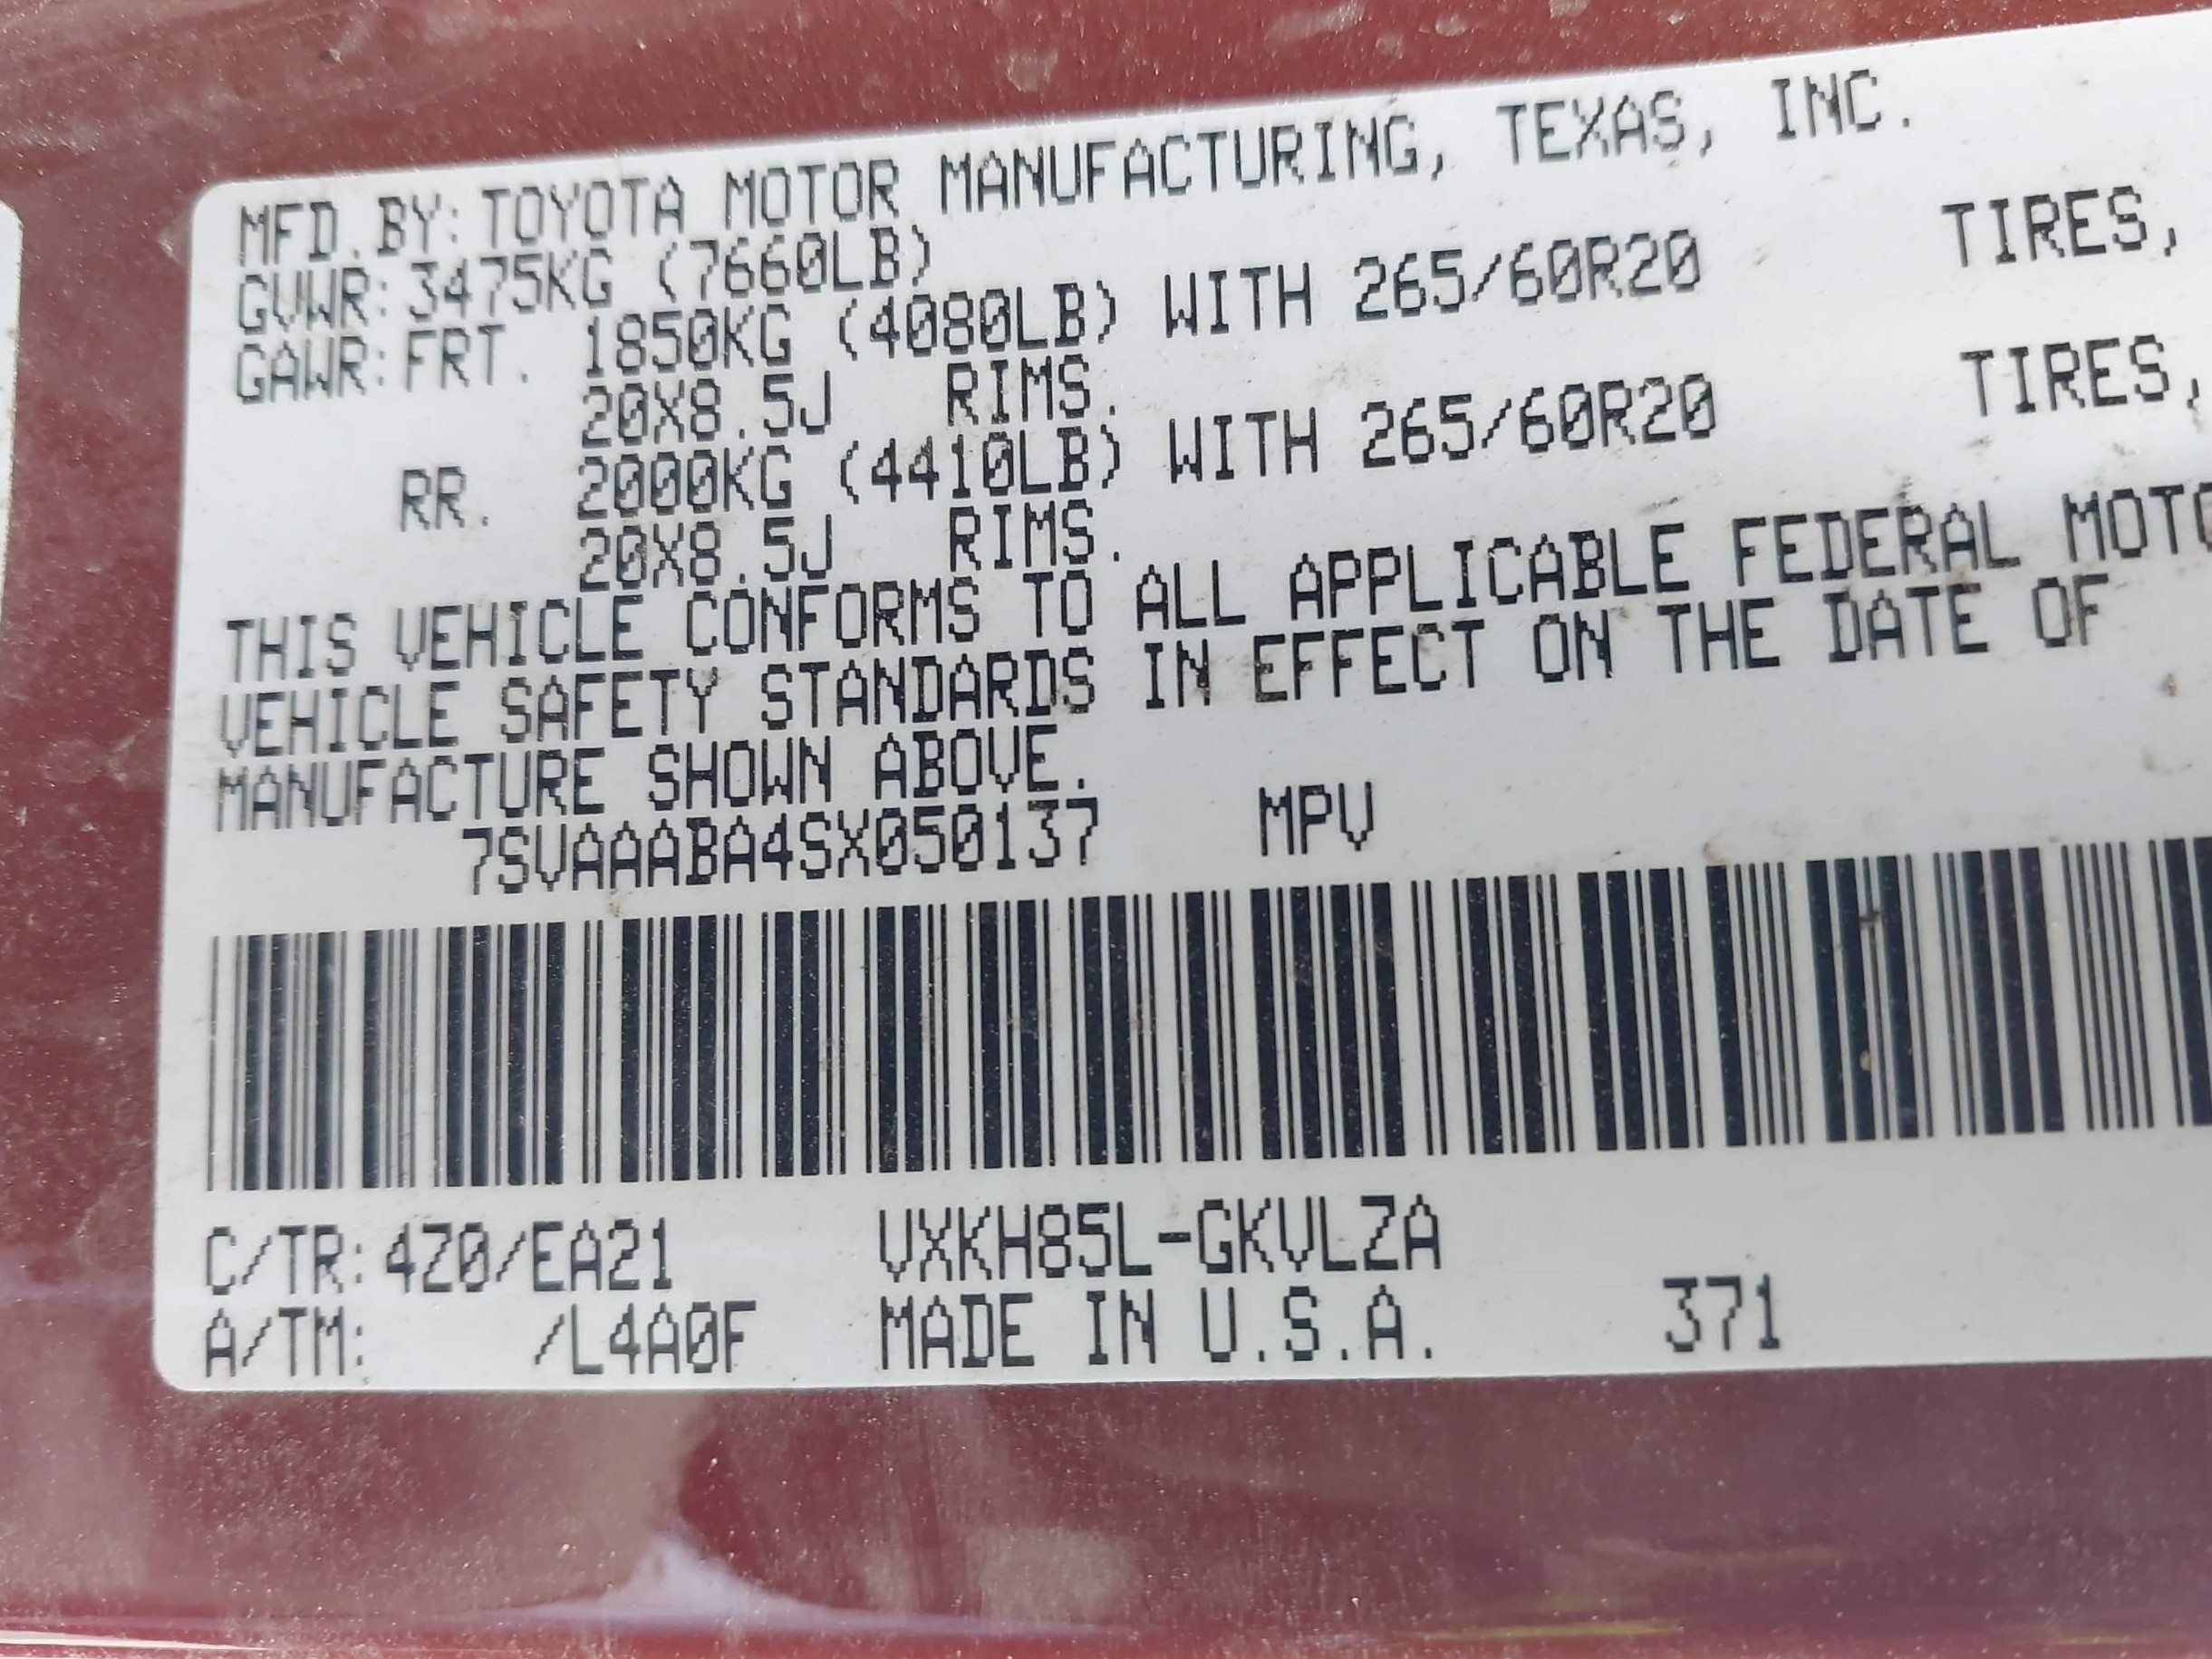 MFD.BY:TOYOTA MOTOR MANUFACTURING, TEXAS, INC.
GVWR:3475KG (7660LB)
GAWR:FRT. 1850KG (4080LB) WITH 265/60R20 TIRES,
20X8.5J RIMS.
RR. 2000KG (4410LB) WITH 265/60R20 TIRES,
20X8.5J RIMS.
THIS VEHICLE CONFORMS TO ALL APPLICABLE FEDERAL MOTO
VEHICLE SAFETY STANDARDS IN EFFECT ON THE DATE OF
MANUFACTURE SHOWN ABOVE.
7SVAAABA4SX050137 MPV
C/TR:4Z0/EA21 VXKH85L-GKVLZA
A/TM: /L4A0F MADE IN U.S.A. 371